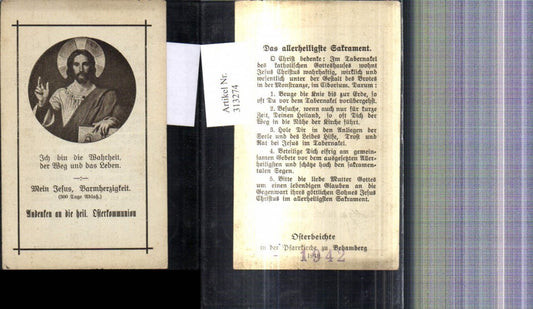 Ich bin die Wahrheit,
der Weg und das Leben.
Mein Jesus, Barmherzigkeit.
(300 Tage Ablaß.)
Andenken an die heil. Osterkommunion
Artikel Nr.
313274
Das allerheiligste Sakrament.
O Christ bedenke: Im Tabernakel
des katholischen Gotteshauses wohnt
Jesus Christus wahrhaftig, wirklich und
wesentlich unter der Gestalt des Brotes
in der Monstranze, im Ciborium. Darum:
1. Beuge die Knie bis zur Erde, so
oft Du vor dem Tabernakel vorübergehst.
2. Besuche, wenn auch nur für kurze
Zeit, Deinen Heiland, so oft Dich der
Weg in die Nähe der Kirche führt.
3. Hole Dir in den Anliegen der
Seele und des Leibes Hilfe, Trost und
Rat bei Jesus im Tabernakel.
4. Beteilige Dich eifrig am gemein-
samen Gebete vor dem ausgesetzten Aller-
heiligsten und schätze hoch den sakramen-
talen Segen.
5. Bitte die liebe Mutter Gottes
um einen lebendigen Glauben an die
Gegenwart ihres göttlichen Sohnes Jesus
Christus im allerheiligsten Sakrament.
Osterbeichte
in der Pfarrkirche zu Behamberg
1942